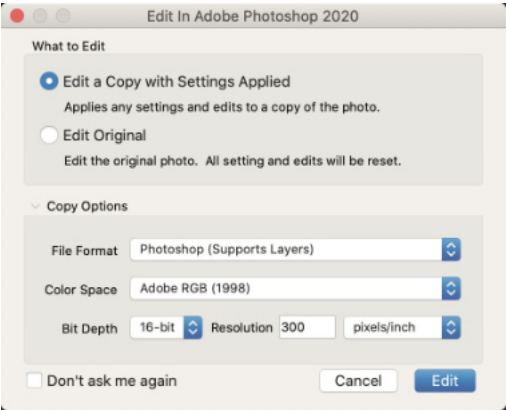 Edit In Adobe Photoshop 2020
What to Edit
Edit a Copy with Settings Applied
Applies any settings and edits to a copy of the photo.
Edit Original
Edit the original photo. All setting and edits will be reset.
Copy Options
File Format Photoshop (Supports Layers)
Color Space Adobe RGB (1998)
Bit Depth 16-bit Resolution 300 pixels/inch
Don't ask me again Cancel Edit